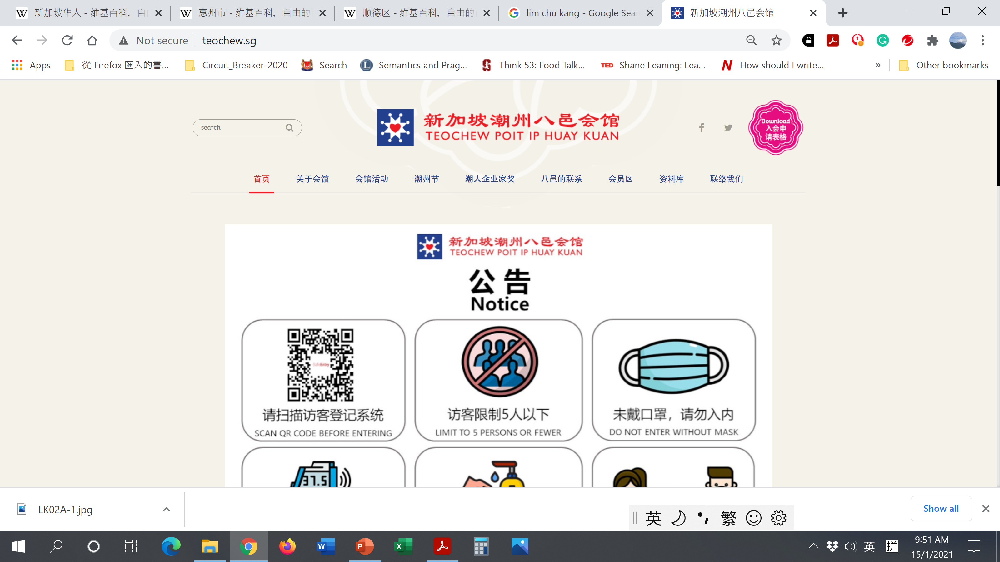 新加坡华人 - 维基百科，自由
惠州市 - 维基百科，自由的
顺德区 - 维基百科，自由的
lim chu kang - Google Sear
新加坡潮州八邑会馆
Not secure
teochew.sg
Apps
從 Firefox 匯入的書...
Circuit_Breaker-2020
Search
Semantics and Prag...
Think 53: Food Talk...
TED
Shane Leaning: Lea...
How should I write...
»
Other bookmarks
search
新加坡潮州八邑会馆
TEOCHEW POIT IP HUAY KUAN
Download
入会申
请表格
首页
关于会馆
会馆活动
潮州节
潮人企业家奖
八邑的联系
会员区
资料库
联络我们
新加坡潮州八邑会馆
TEOCHEW POIT IP HUAY KUAN
公告
Notice
SafeEntry
请扫描访客登记系统
SCAN QR CODE BEFORE ENTERING
访客限制5人以下
LIMIT TO 5 PERSONS OR FEWER
未戴口罩，请勿入内
DO NOT ENTER WITHOUT MASK
37.5
LK02A-1.jpg
Show all
英
繁
英
拼
9:51 AM
15/1/2021